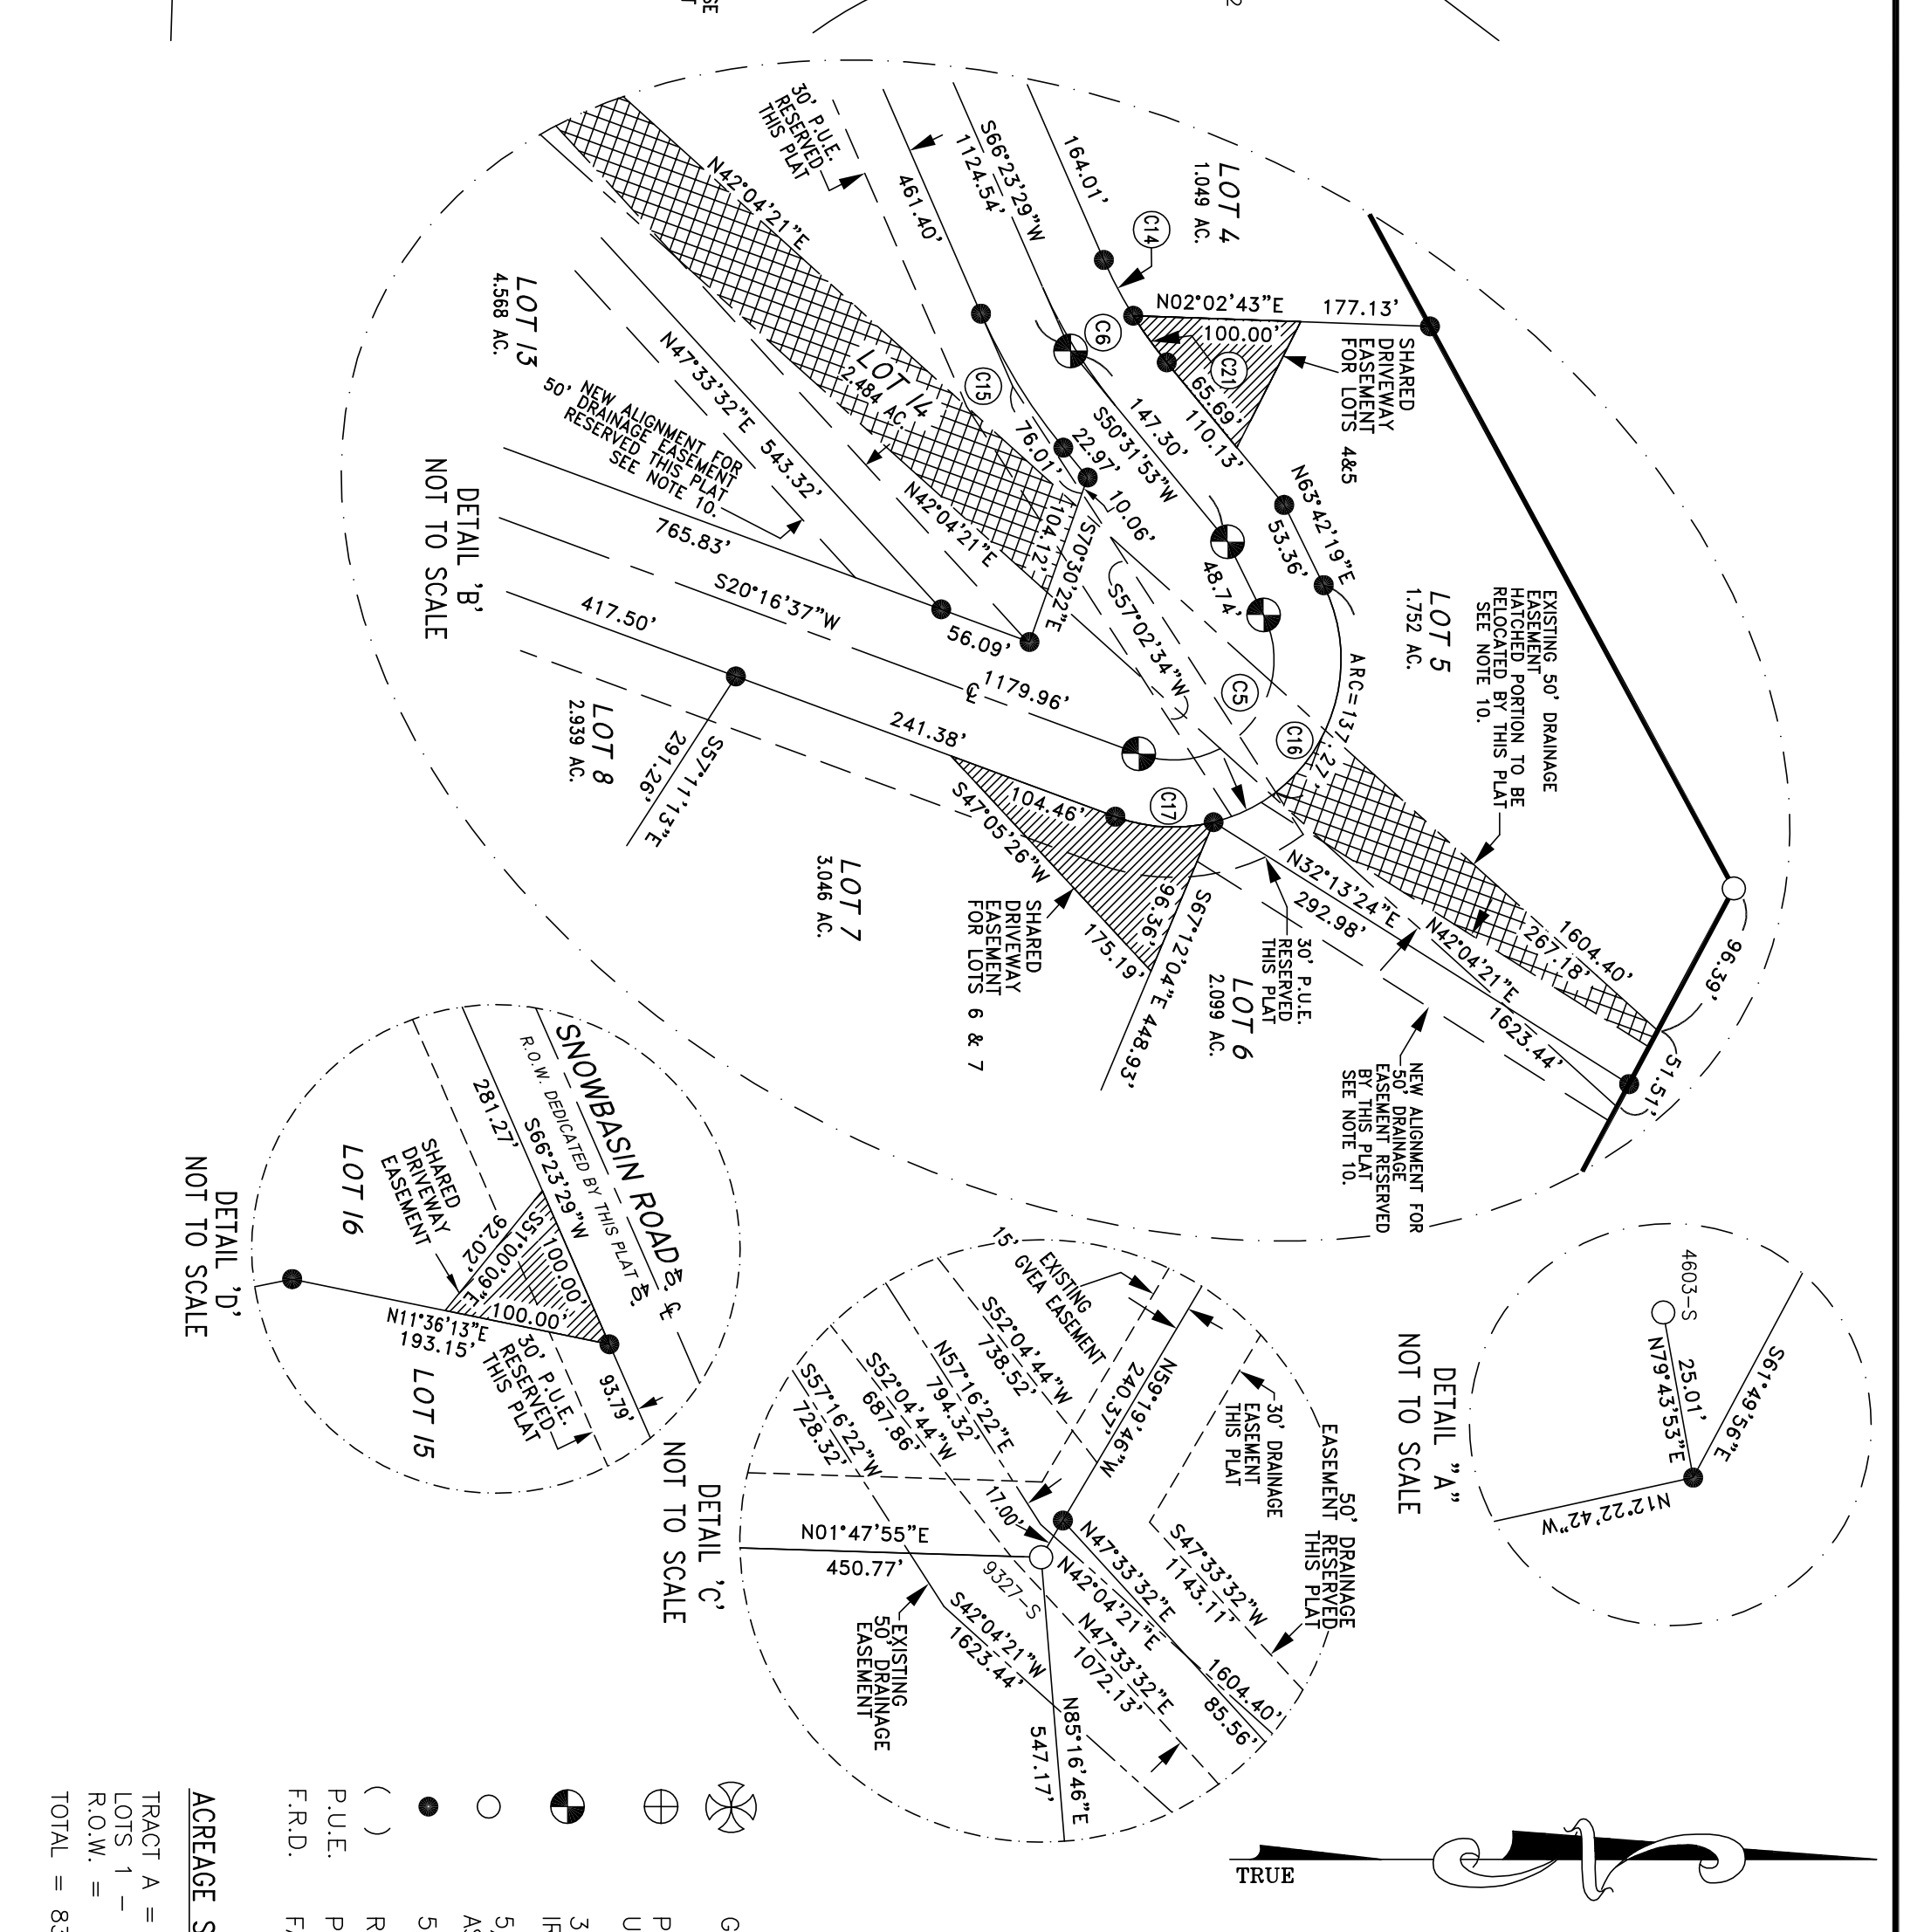 LOT 4
1.049 AC.
164.01'
C14
S66°23'29"W
1124.54'
461.40'
30' P.U.E.
RESERVED
THIS PLAT
N02°02'43"E
177.13'
100.00'
SHARED
DRIVEWAY
EASEMENT
FOR LOTS 4&5
C21
65.69'
110.13'
C6
147.30'
S50°31'53"W
C15
22.97'
76.01'
10.06'
N63°42'19"E
53.36'
48.74'
ARC=137.27'
LOT 5
1.752 AC.
EXISTING 50' DRAINAGE
EASEMENT
HATCHED PORTION TO BE
RELOCATED BY THIS PLAT
SEE NOTE 10.
N42°04'21"E
LOT 14
2.484 AC.
N42°04'21"E
104.12'
S70°30'22"E
S57°02'34"W
C5
C16
C17
LOT 13
4.568 AC.
N47°33'32"E
543.32'
NEW ALIGNMENT FOR
50' DRAINAGE EASEMENT
RESERVED THIS PLAT
SEE NOTE 10.
765.83'
56.09'
S20°16'37"W
1179.96'
℄
417.50'
241.38'
LOT 8
2.939 AC.
S57°11'13"E
291.26'
104.46'
S47°05'26"W
175.19'
96.36'
S67°12'04"E 448.93'
LOT 7
3.046 AC.
SHARED
DRIVEWAY
EASEMENT
FOR LOTS 6 & 7
30' P.U.E.
RESERVED
THIS PLAT
LOT 6
2.099 AC.
N32°13'24"E
292.98'
N42°04'21"E
1623.44'
1604.40'
267.18'
96.39'
51.51'
NEW ALIGNMENT FOR
50' DRAINAGE
EASEMENT RESERVED
BY THIS PLAT
SEE NOTE 10.
DETAIL 'B'
NOT TO SCALE
4603-S
25.01'
N79°43'53"E
S61°49'56"E
N12°22'42"W
DETAIL "A"
NOT TO SCALE
EXISTING
15' GVEA EASEMENT
S52°04'44"W
738.52'
N57°16'22"E
794.32'
S52°04'44"W
687.86'
S57°16'22"W
728.32'
N59°19'46"W
240.37'
30' DRAINAGE
EASEMENT
THIS PLAT
50' DRAINAGE
EASEMENT RESERVED
THIS PLAT
S47°33'32"W
1143.11'
17.00'
N47°33'32"E
N42°04'21"E
1604.40'
85.56'
N47°33'32"E
1072.13'
9327-S
N01°47'55"E
450.77'
S42°04'21"W
1623.44'
N85°16'46"E
547.17'
EXISTING
50' DRAINAGE
EASEMENT
DETAIL 'C'
NOT TO SCALE
SNOWBASIN ROAD
R.O.W. DEDICATED BY THIS PLAT
40'
40'
℄
281.27'
S66°23'29"W
100.00'
S51°00'09"E
92.02'
100.00'
N11°36'13"E
193.15'
93.79'
SHARED
DRIVEWAY
EASEMENT
30' P.U.E.
RESERVED
THIS PLAT
LOT 16
LOT 15
DETAIL 'D'
NOT TO SCALE
TRUE
N
( )
P.U.E.
F.R.D.
ACREAGE S
TRACT A =
LOTS 1 -
R.O.W. =
TOTAL = 83